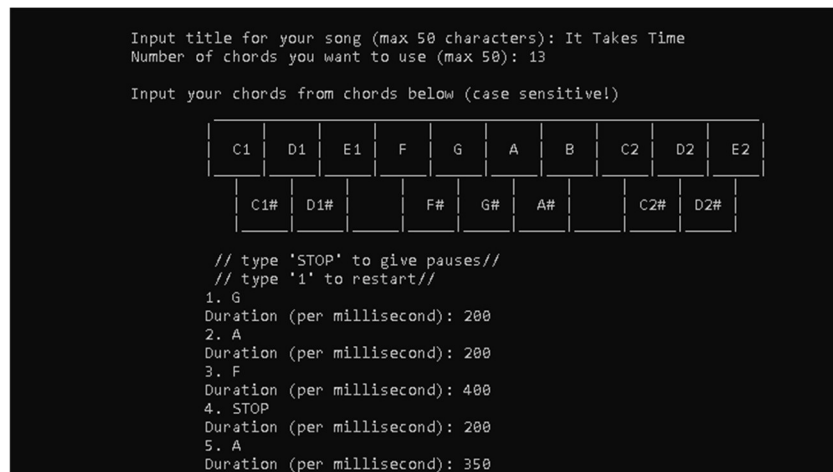 Input title for your song (max 50 characters): It Takes Time
Number of chords you want to use (max 50): 13
Input your chords from chords below (case sensitive!)
C1 D1 E1 F G A B C2 D2 E2
C1# D1# F# G# A# C2# D2#
// type 'STOP' to give pauses//
// type '1' to restart//
1. G
Duration (per millisecond): 200
2. A
Duration (per millisecond): 200
3. F
Duration (per millisecond): 400
4. STOP
Duration (per millisecond): 200
5. A
Duration (per millisecond): 350